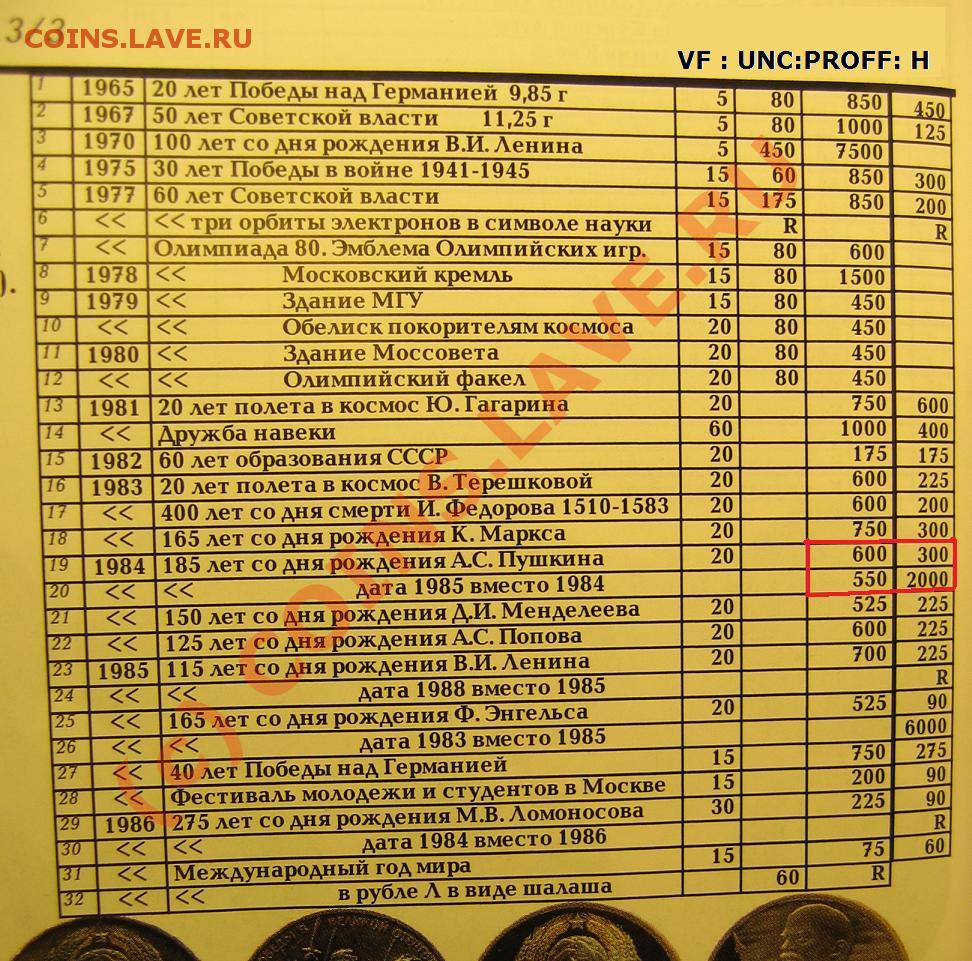 3/3
COINS.LAVE.RU
VF : UNC:PROFF: H
1 1965 20 лет Победы над Германией 9,85 г 5 80 850 450
2 1967 50 лет Советской власти 11,25 г 5 80 1000 125
3 1970 100 лет со дня рождения В.И. Ленина 5 450 7500
4 1975 30 лет Победы в войне 1941-1945 15 60 850 300
5 1977 60 лет Советской власти 15 175 850 200
6 << << три орбиты электронов в символе науки R R
7 << Олимпиада 80. Эмблема Олимпийских игр. 15 80 600
8 1978 << Московский кремль 15 80 1500
9 1979 << Здание МГУ 15 80 450
10 << << Обелиск покорителям космоса 20 80 450
11 1980 << Здание Моссовета 20 80 450
12 << << Олимпийский факел 20 80 450
13 1981 20 лет полета в космос Ю. Гагарина 20 750 600
14 << Дружба навеки 60 1000 400
15 1982 60 лет образования СССР 20 175 175
16 1983 20 лет полета в космос В. Терешковой 20 600 225
17 << 400 лет со дня смерти И. Федорова 1510-1583 20 600 200
18 << 165 лет со дня рождения К. Маркса 20 750 300
19 1984 185 лет со дня рождения А.С. Пушкина 20 600 300
20 << << дата 1985 вместо 1984 550 2000
21 << 150 лет со дня рождения Д.И. Менделеева 20 525 225
22 << 125 лет со дня рождения А.С. Попова 20 600 225
23 1985 115 лет со дня рождения В.И. Ленина 20 700 225
24 << << дата 1988 вместо 1985 R
25 << 165 лет со дня рождения Ф. Энгельса 20 525 90
26 << << дата 1983 вместо 1985 6000
27 << 40 лет Победы над Германией 15 750 275
28 << Фестиваль молодежи и студентов в Москве 15 200 90
29 1986 275 лет со дня рождения М.В. Ломоносова 30 225 90
30 << << дата 1984 вместо 1986 R
31 << Международный год мира 15 75 60
32 << << в рубле Л в виде шалаша 60 R
).
(c) COINS.LAVE.RU